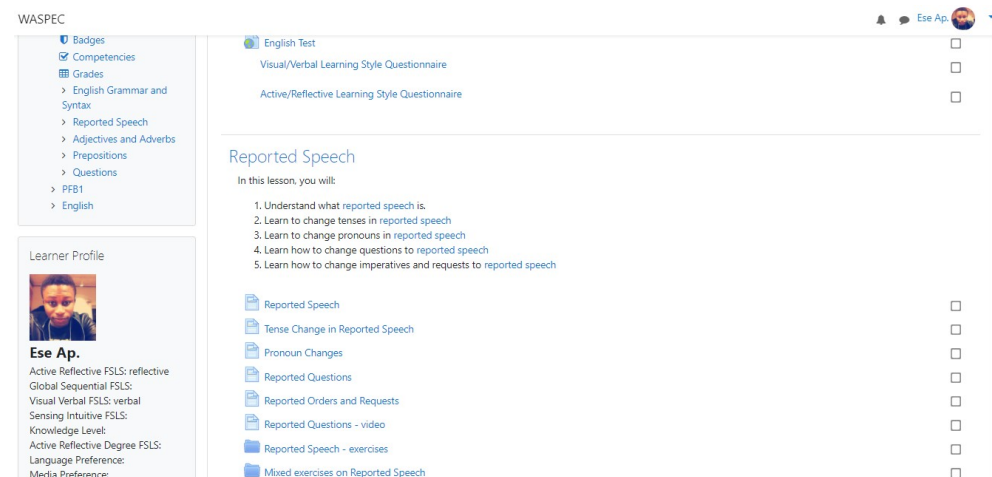 WASPEC
Ese Ap.
Badges
Competencies
Grades
> English Grammar and
Syntax
> Reported Speech
> Adjectives and Adverbs
> Prepositions
> Questions
> PFB1
> English
Learner Profile
Ese Ap.
Active Reflective FSLS: reflective
Global Sequential FSLS:
Visual Verbal FSLS: verbal
Sensing Intuitive FSLS:
Knowledge Level:
Active Reflective Degree FSLS:
Language Preference:
Media Preference:
English Test
Visual/Verbal Learning Style Questionnaire
Active/Reflective Learning Style Questionnaire
Reported Speech
In this lesson, you will:
1. Understand what reported speech is.
2. Learn to change tenses in reported speech
3. Learn to change pronouns in reported speech
4. Learn how to change questions to reported speech
5. Learn how to change imperatives and requests to reported speech
Reported Speech
Tense Change in Reported Speech
Pronoun Changes
Reported Questions
Reported Orders and Requests
Reported Questions - video
Reported Speech - exercises
Mixed exercises on Reported Speech